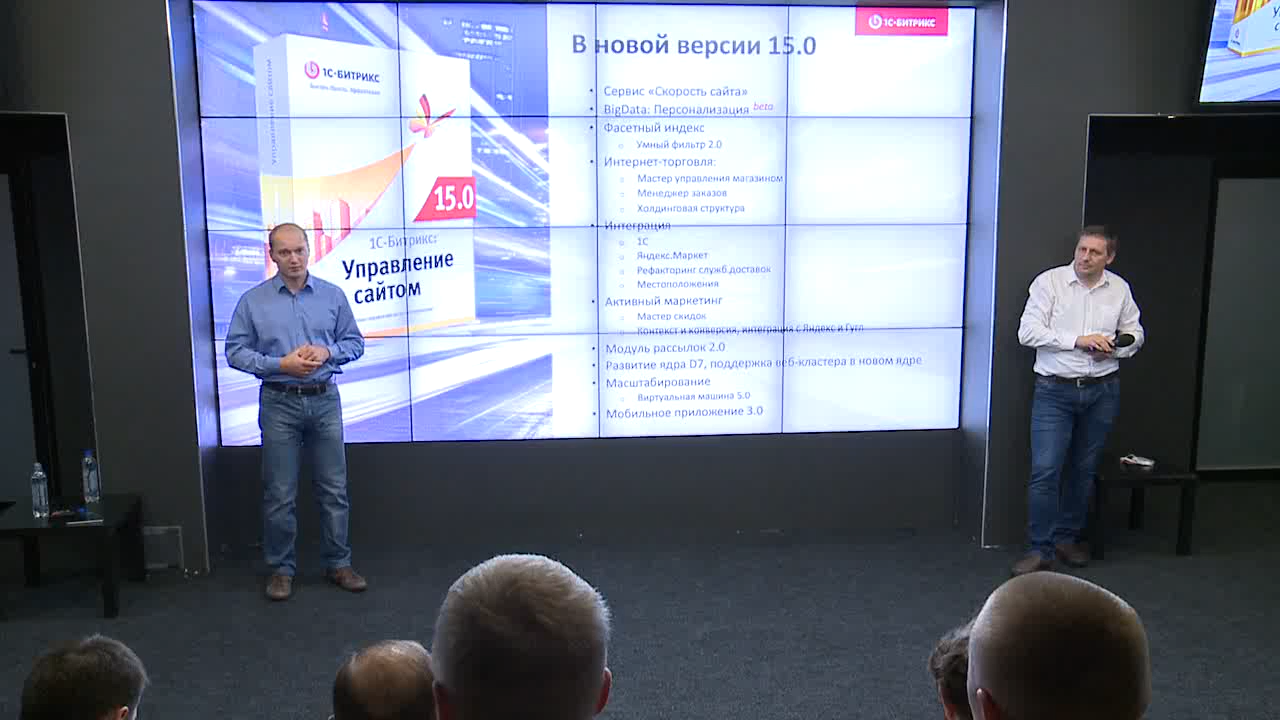 1С-БИТРИКС
В новой версии 15.0
Сервис «Скорость сайта»
BigData: Персонализация beta
Фасетный индекс
Умный фильтр 2.0
Интернет-торговля:
Мастер управления магазином
Менеджер заказов
Холдинговая структура
Интеграция
1С
Яндекс.Маркет
Рефакторинг служб доставок
Местоположения
Активный маркетинг
Мастер скидок
Контекст и конверсия, интеграция с Яндекс и Гугл
Модуль рассылок 2.0
Развитие ядра D7, поддержка веб-кластера в новом ядре
Масштабирование
Виртуальная машина 5.0
Мобильное приложение 3.0
1С-БИТРИКС
Управление сайтом
15.0
1С-Битрикс:
Управление
сайтом